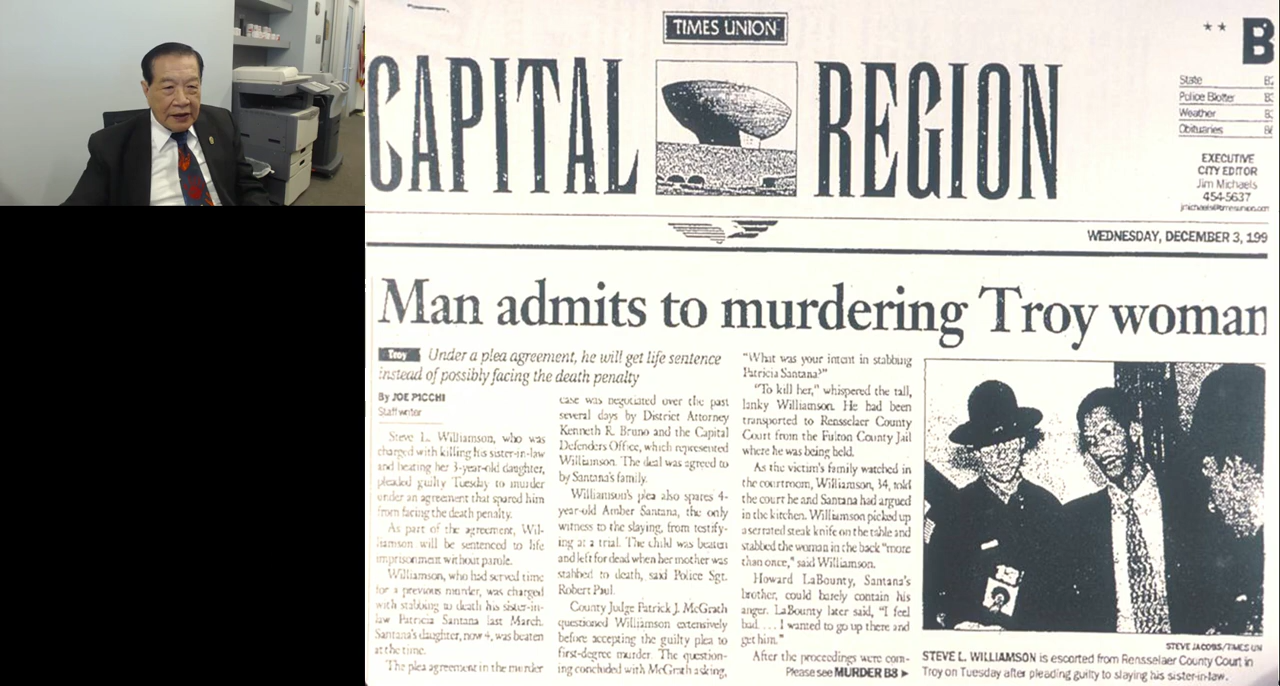 TIMES UNION
CAPITAL REGION
** B
State B2
Police Blotter B3
Weather B3
Obituaries B6
EXECUTIVE
CITY EDITOR
Jim Michaels
454-5637
jmichaels@timesunion.com
WEDNESDAY, DECEMBER 3, 199
Man admits to murdering Troy woman
Troy Under a plea agreement, he will get life sentence
instead of possibly facing the death penalty
By JOE PICCHI
Staff writer
Steve L. Williamson, who was
charged with killing his sister-in-law
and beating her 3-year-old daughter,
pleaded guilty Tuesday to murder
under an agreement that spared him
from facing the death penalty.
As part of the agreement, Wil-
liamson will be sentenced to life
imprisonment without parole.
Williamson, who had served time
for a previous murder, was charged
with stabbing to death his sister-in-
law Patricia Santana last March.
Santana's daughter, now 4, was beaten
at the time.
The plea agreement in the murder
case was negotiated over the past
several days by District Attorney
Kenneth R. Bruno and the Capital
Defenders Office, which represented
Williamson. The deal was agreed to
by Santana's family.
Williamson's plea also spares 4-
year-old Amber Santana, the only
witness to the slaying, from testify-
ing at a trial. The child was beaten
and left for dead when her mother was
stabbed to death, said Police Sgt.
Robert Paul.
County Judge Patrick J. McGrath
questioned Williamson extensively
before accepting the guilty plea to
first-degree murder. The question-
ing concluded with McGrath asking,
"What was your intent in stabbing
Patricia Santana?"
"To kill her," whispered the tall,
lanky Williamson. He had been
transported to Rensselaer County
Court from the Fulton County Jail
where he was being held.
As the victim's family watched in
the courtroom, Williamson, 34, told
the court he and Santana had argued
in the kitchen. Williamson picked up
a serrated steak knife on the table and
stabbed the woman in the back "more
than once," said Williamson.
Howard LaBounty, Santana's
brother, could barely contain his
anger. LaBounty later said, "I feel
bad. . . . I wanted to go up there and
get him."
After the proceedings were com-
Please see MURDER B8 ▶
13
STEVE JACOBS/TIMES UN
STEVE L. WILLIAMSON is escorted from Rensselaer County Court in
Troy on Tuesday after pleading guilty to slaying his sister-in-law.